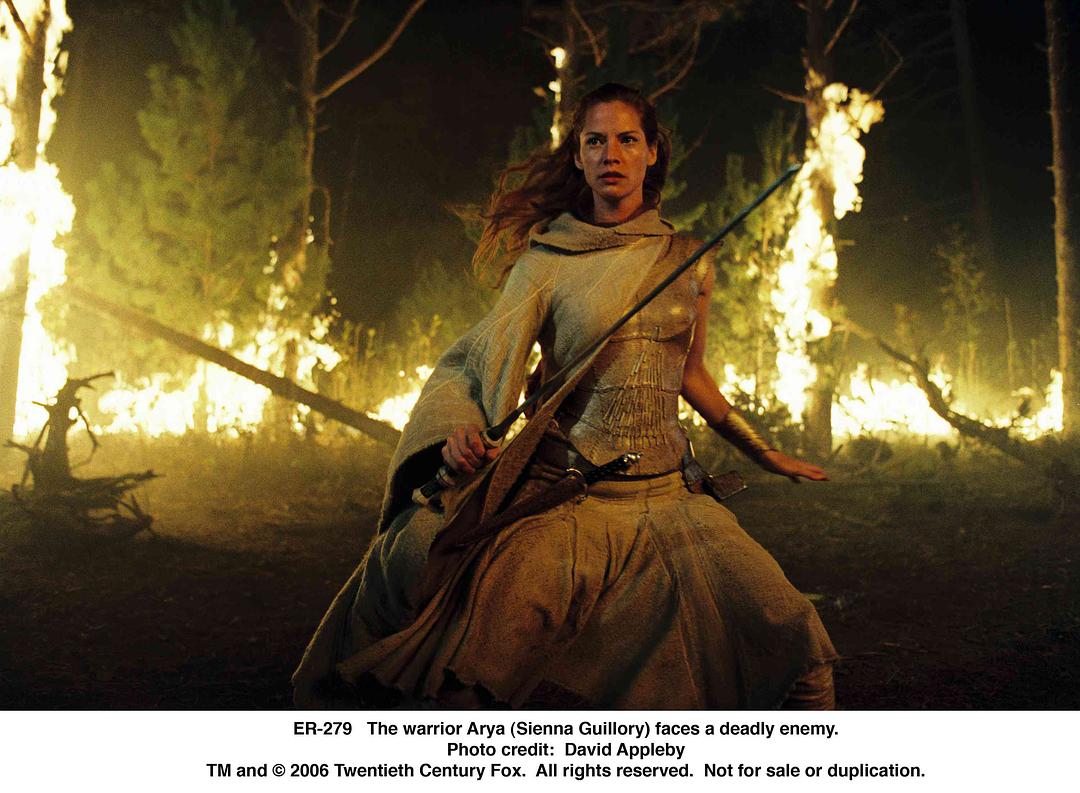 ER-279   The warrior Arya (Sienna Guillory) faces a deadly enemy.
Photo credit:  David Appleby
TM and © 2006 Twentieth Century Fox.  All rights reserved.  Not for sale or duplication.